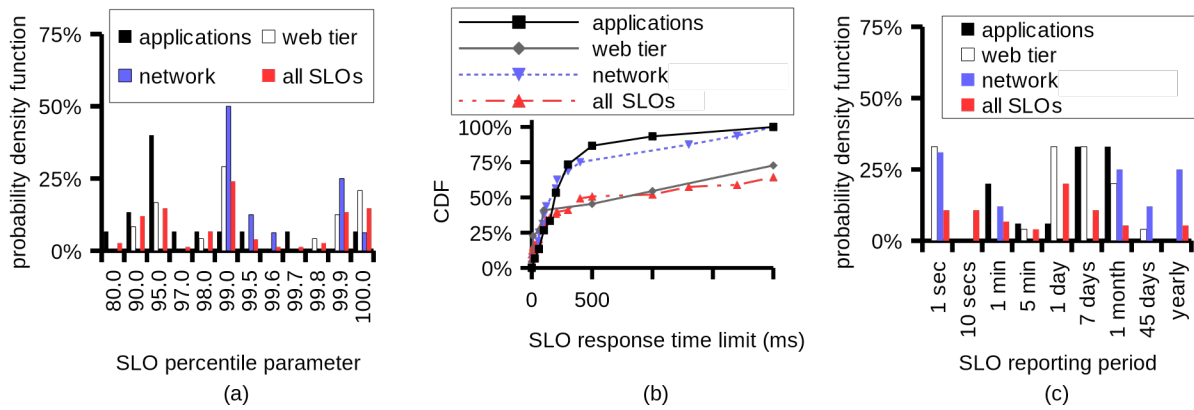 probability density function
75%
50%
25%
0%
applications
web tier
network
all SLOs
80.0
90.0
95.0
97.0
98.0
99.0
99.5
99.6
99.7
99.8
99.9
100.0
SLO percentile parameter
(a)
applications
web tier
network
all SLOs
CDF
100%
75%
50%
25%
0%
0
500
SLO response time limit (ms)
(b)
probability density function
75%
50%
25%
0%
applications
web tier
network
all SLOs
1 sec
10 secs
1 min
5 min
1 day
7 days
1 month
45 days
yearly
SLO reporting period
(c)